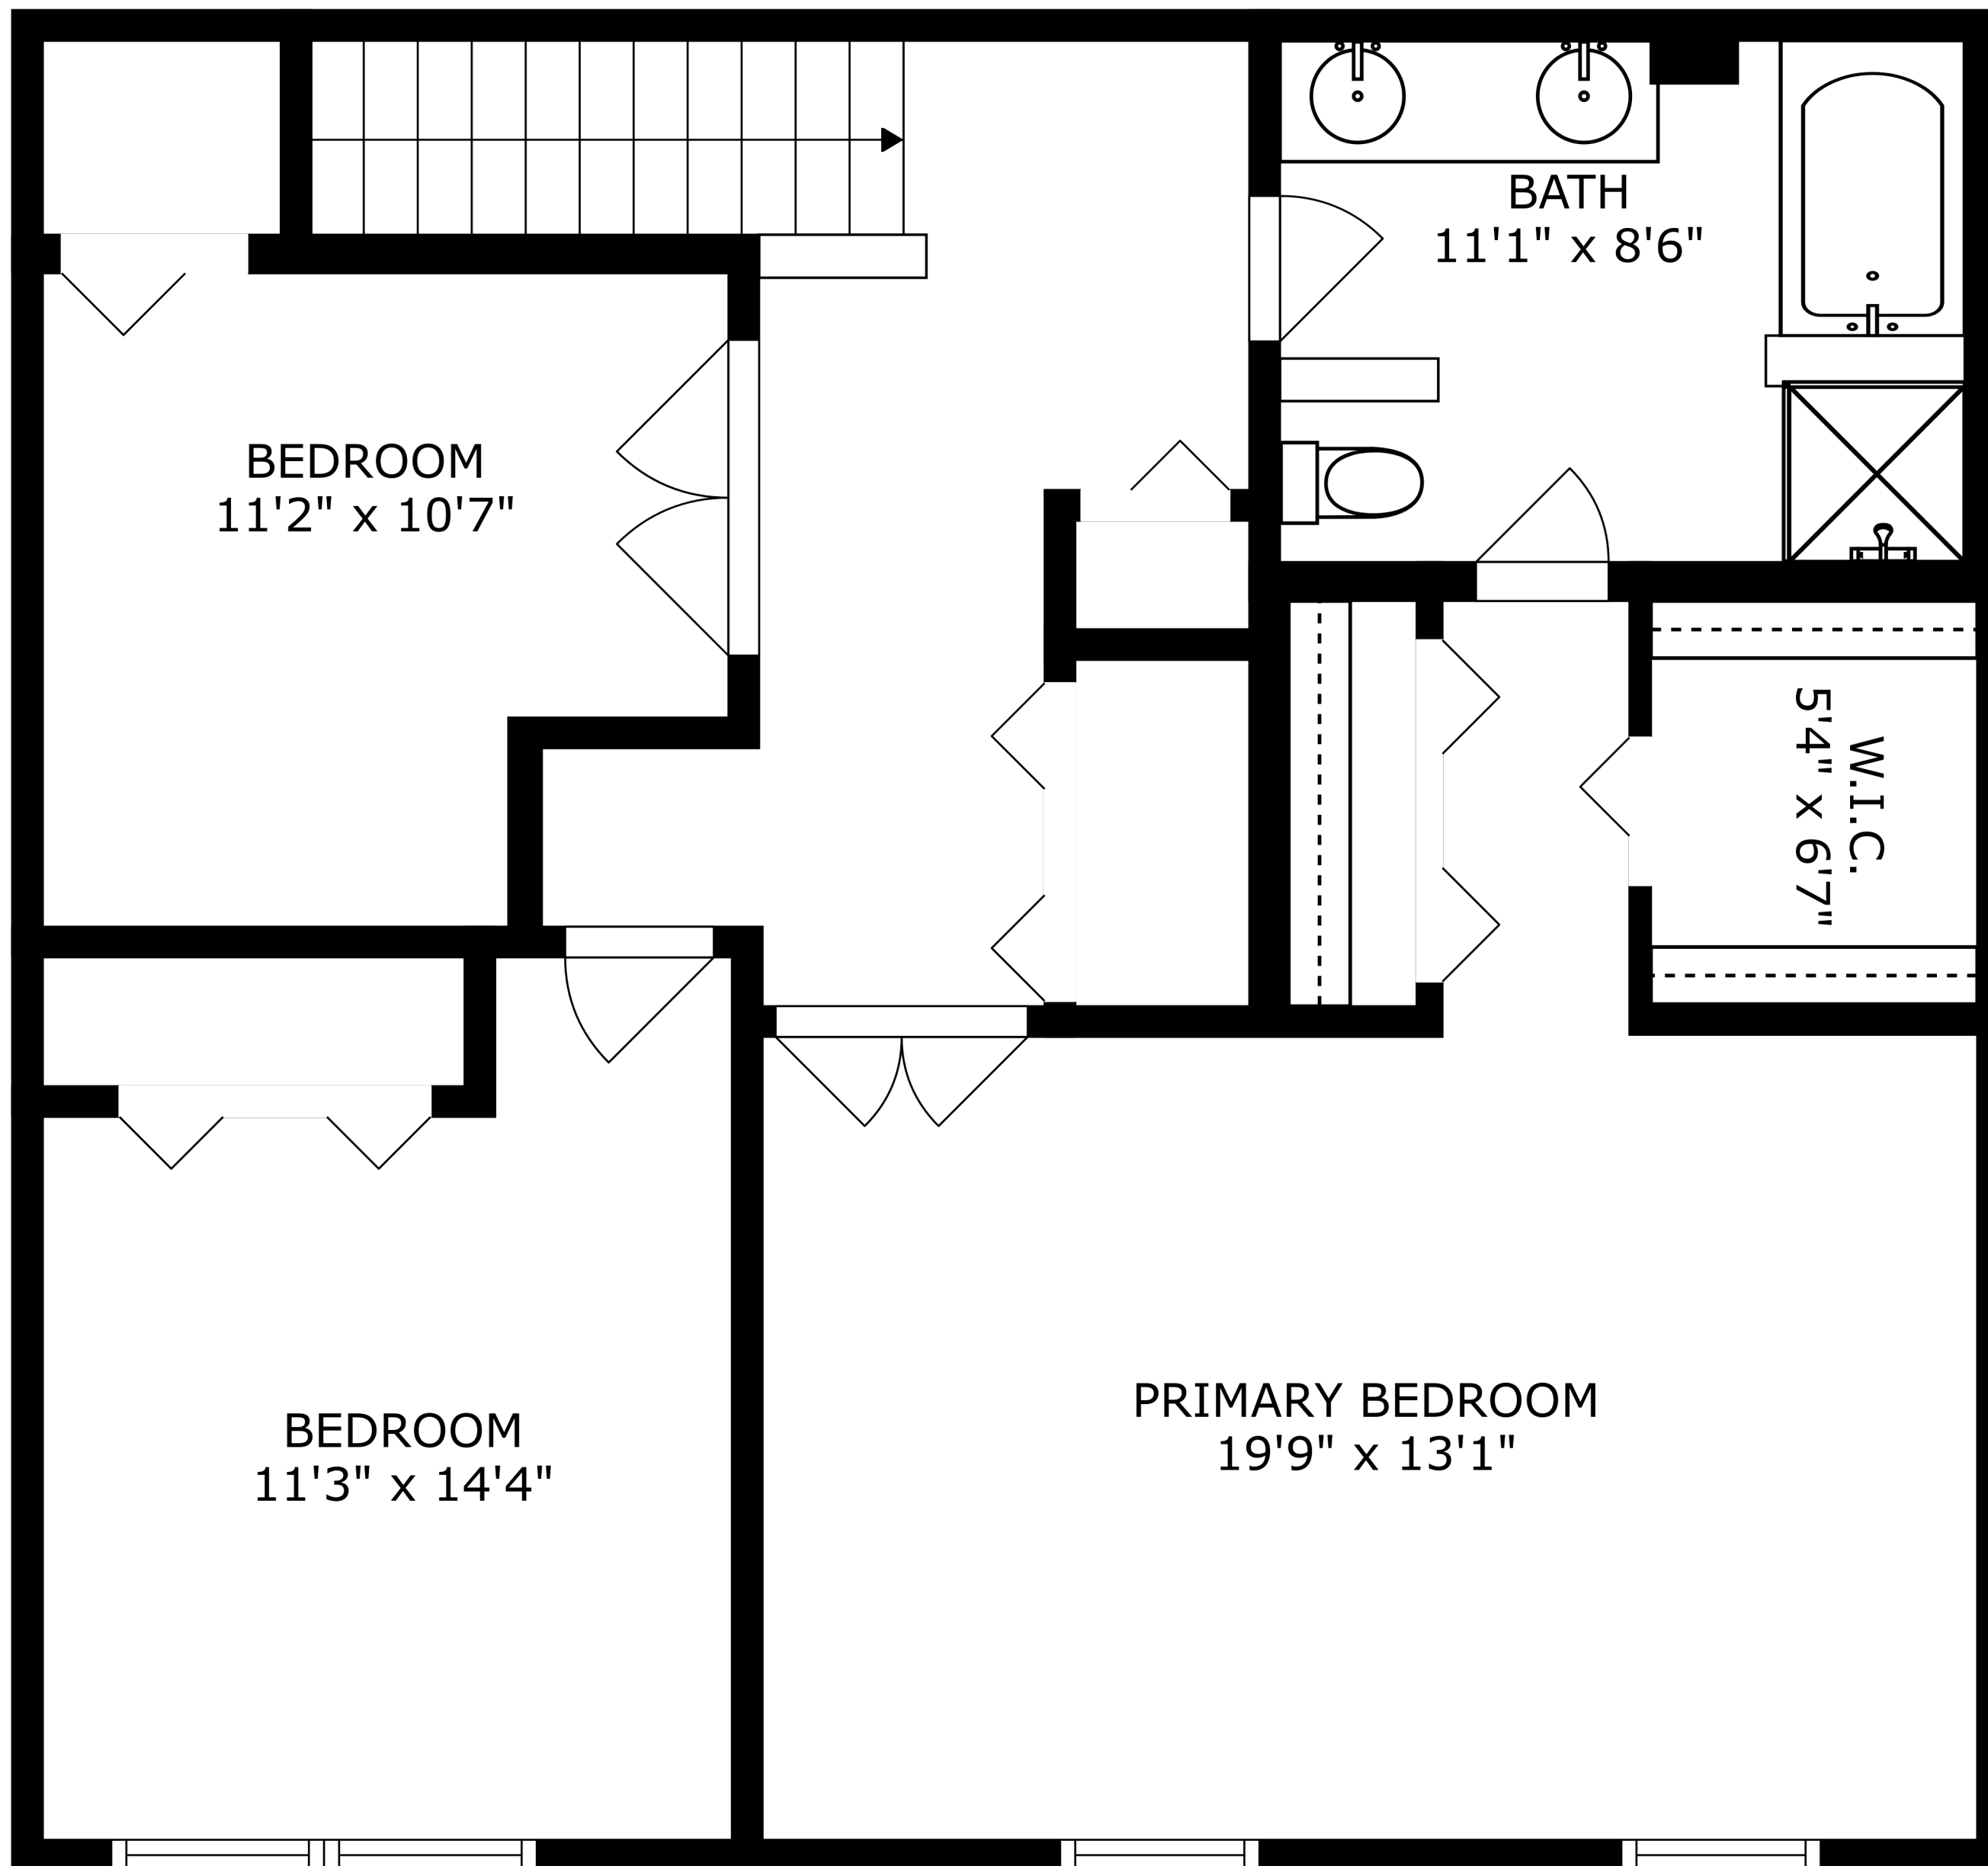 BATH
11'1" x 8'6"
BEDROOM
11'2" x 10'7"
W.I.C.
5'4" x 6'7"
PRIMARY BEDROOM
19'9" x 13'1"
BEDROOM
11'3" x 14'4"